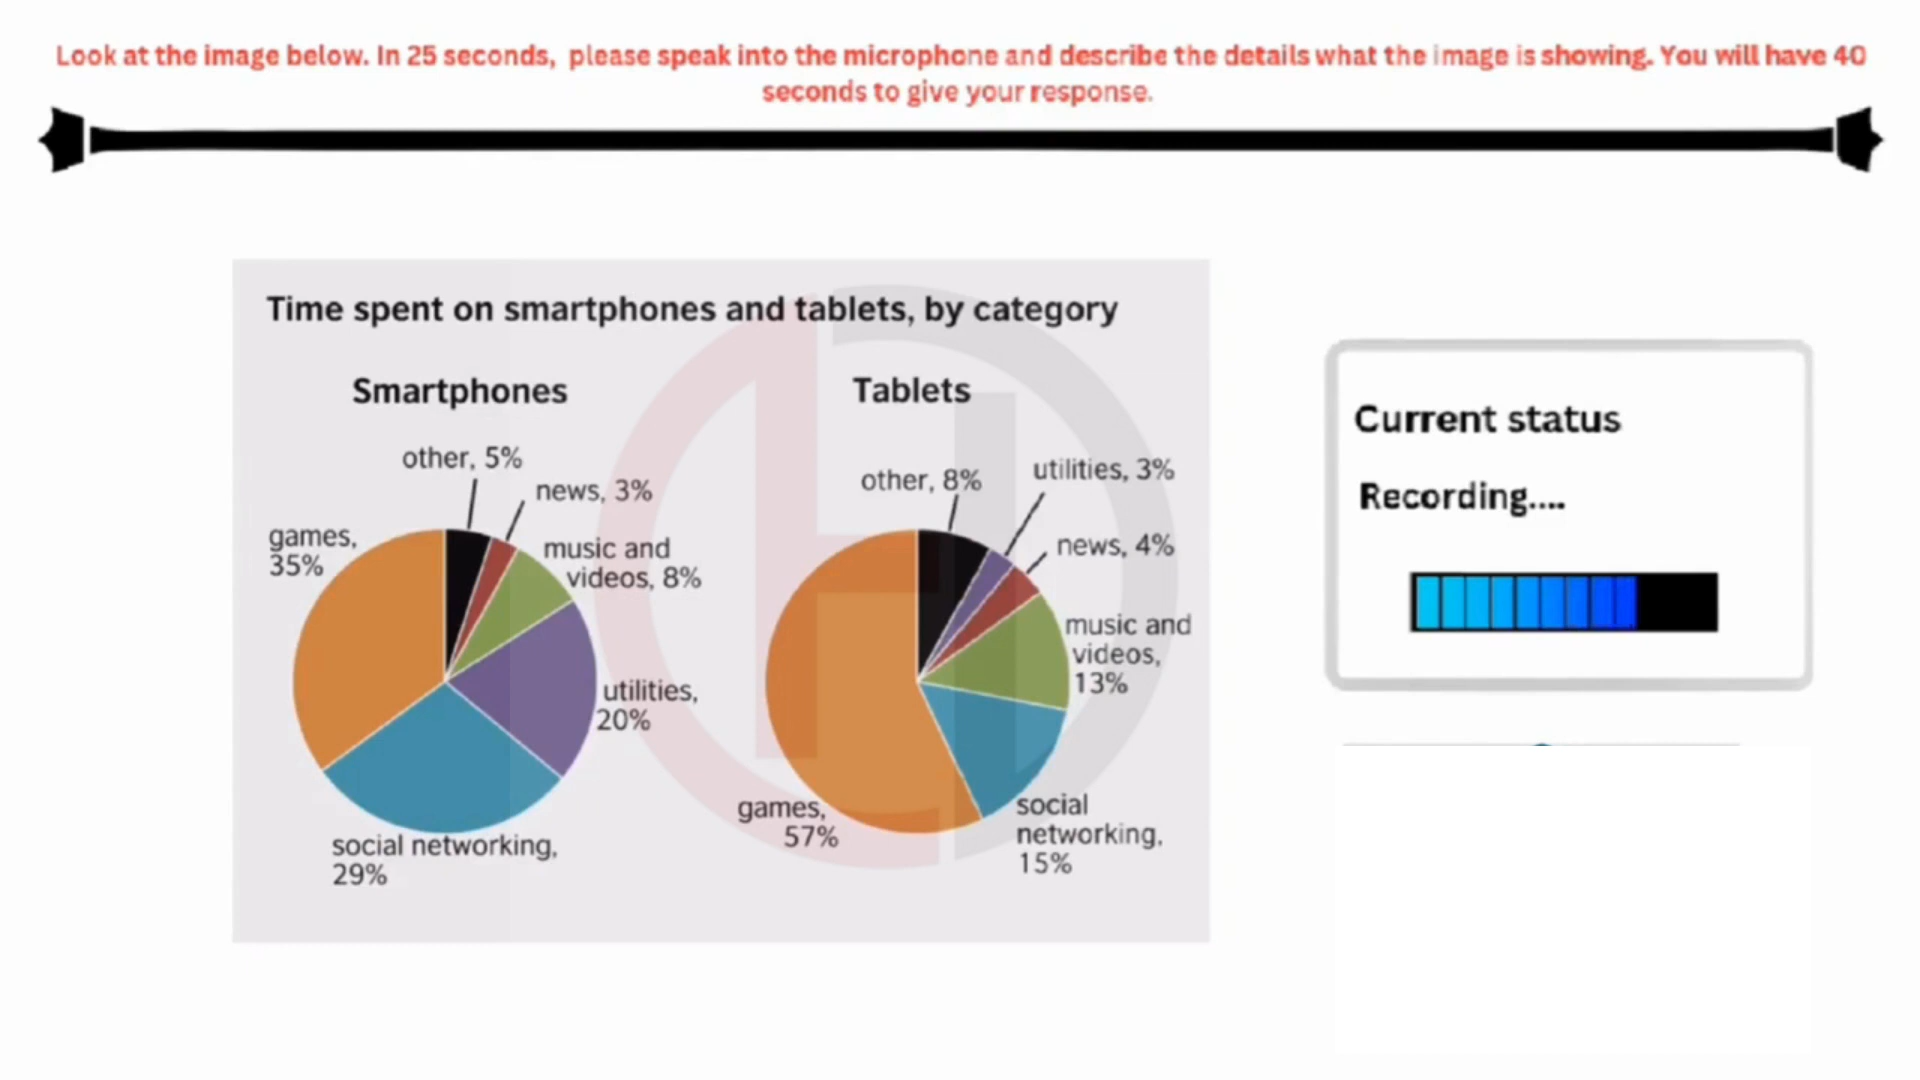 Look at the image below. In 25 seconds, please speak into the microphone and describe the details what the image is showing. You will have 40
seconds to give your response.
Time spent on smartphones and tablets, by category
Smartphones
other, 5%
news, 3%
games,
35%
music and
videos, 8%
utilities,
20%
social networking,
29%
Tablets
other, 8%
utilities, 3%
news, 4%
music and
videos,
13%
games,
57%
social
networking,
15%
Current status
Recording....